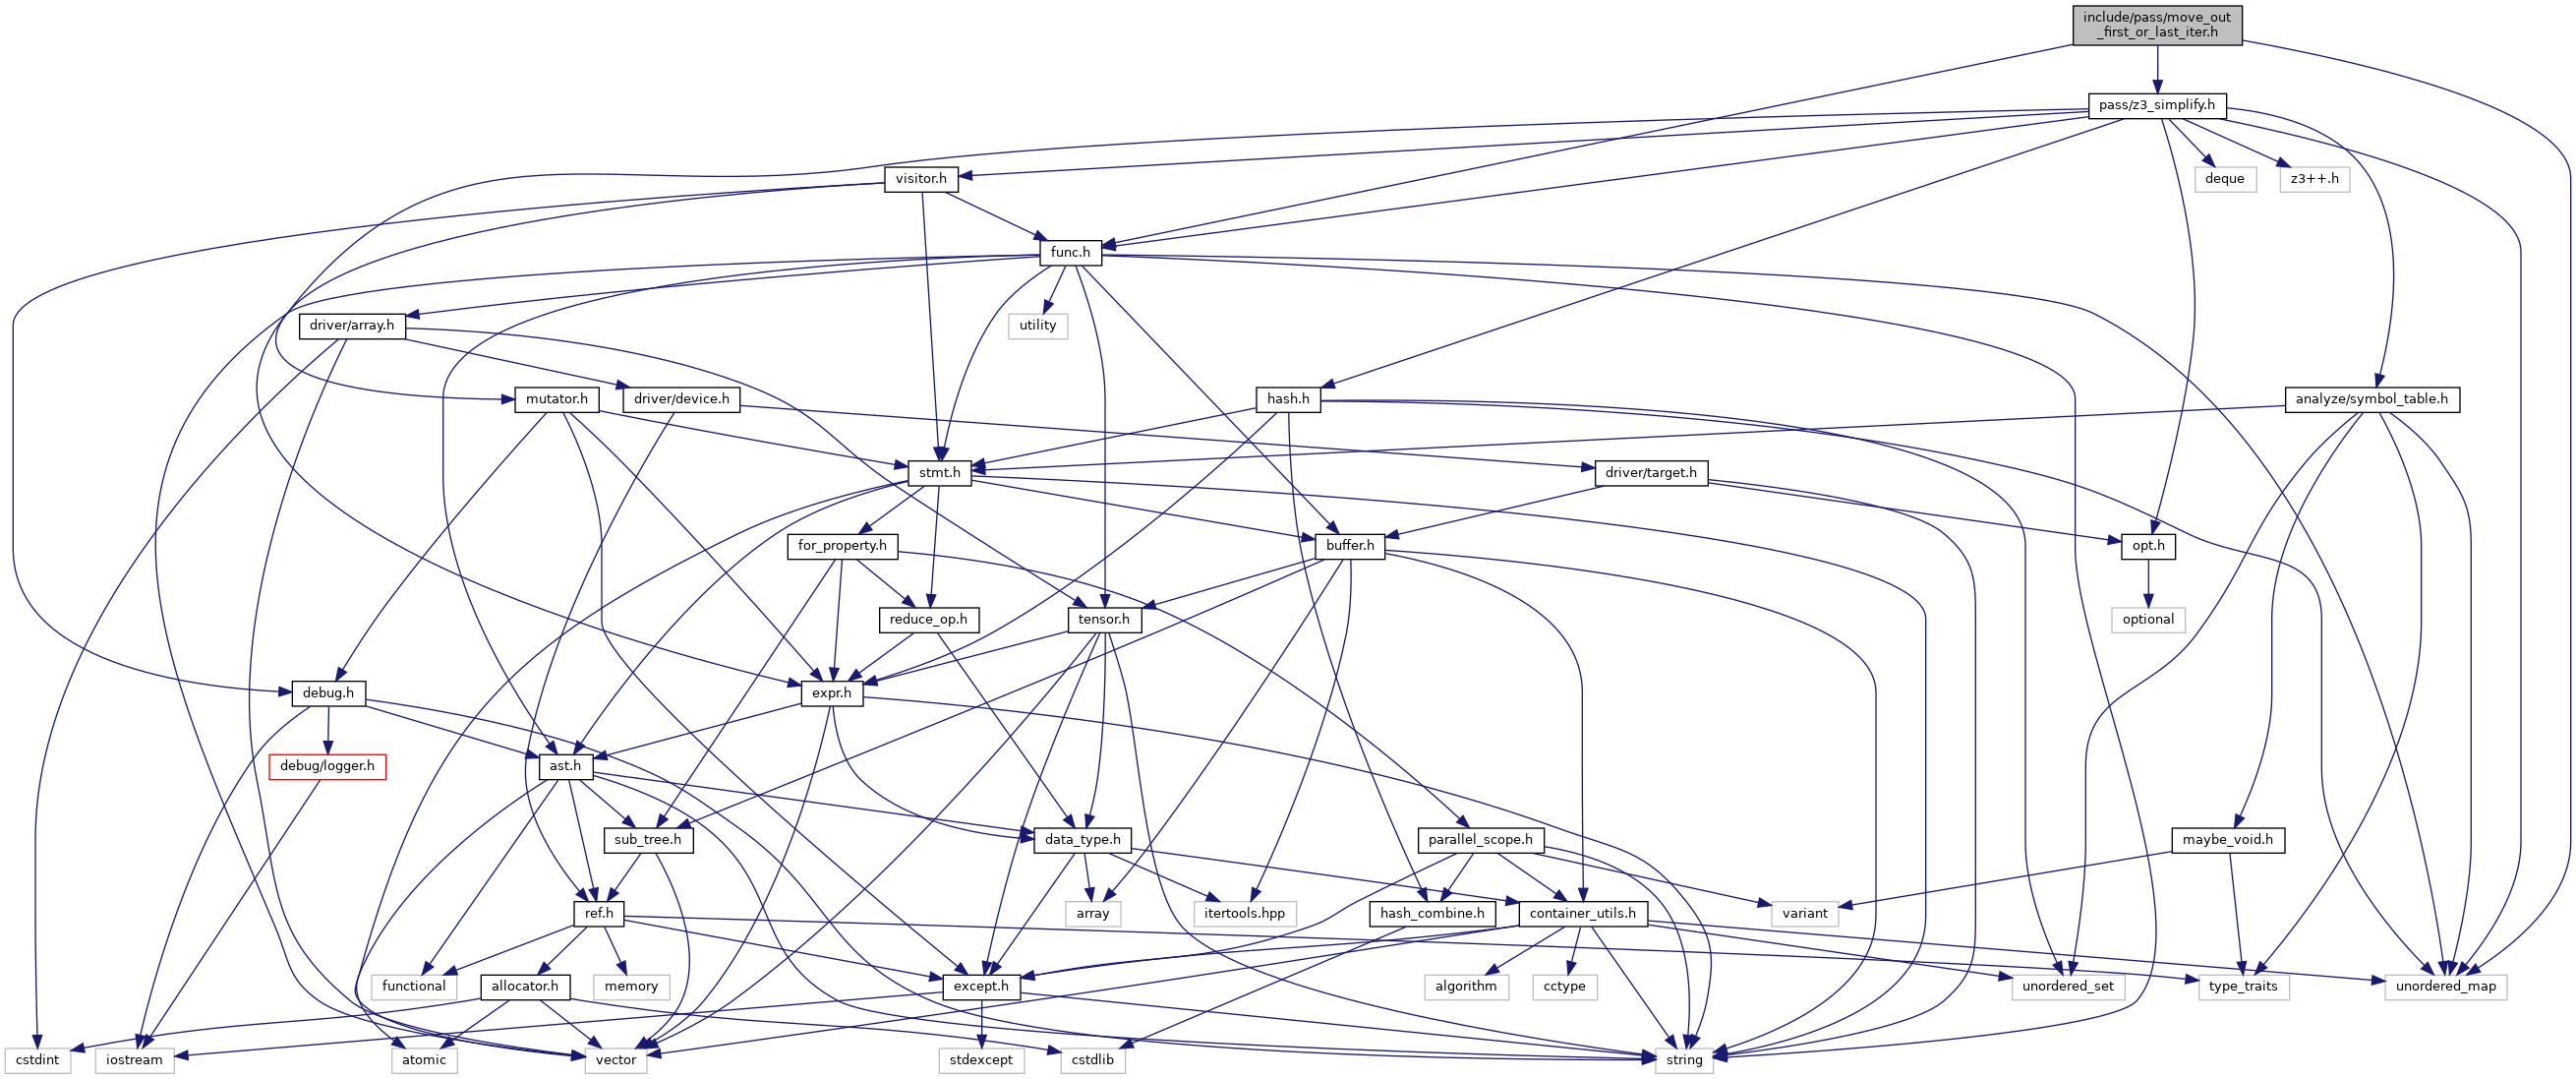 include/pass/move_out
_first_or_last_iter.h
pass/z3_simplify.h
visitor.h
deque
z3++.h
func.h
driver/array.h
utility
mutator.h
driver/device.h
hash.h
analyze/symbol_table.h
stmt.h
driver/target.h
for_property.h
buffer.h
opt.h
reduce_op.h
tensor.h
optional
debug.h
expr.h
debug/logger.h
ast.h
sub_tree.h
data_type.h
parallel_scope.h
maybe_void.h
ref.h
array
itertools.hpp
hash_combine.h
container_utils.h
variant
functional
allocator.h
memory
except.h
algorithm
cctype
unordered_set
type_traits
unordered_map
cstdint
iostream
atomic
vector
stdexcept
cstdlib
string